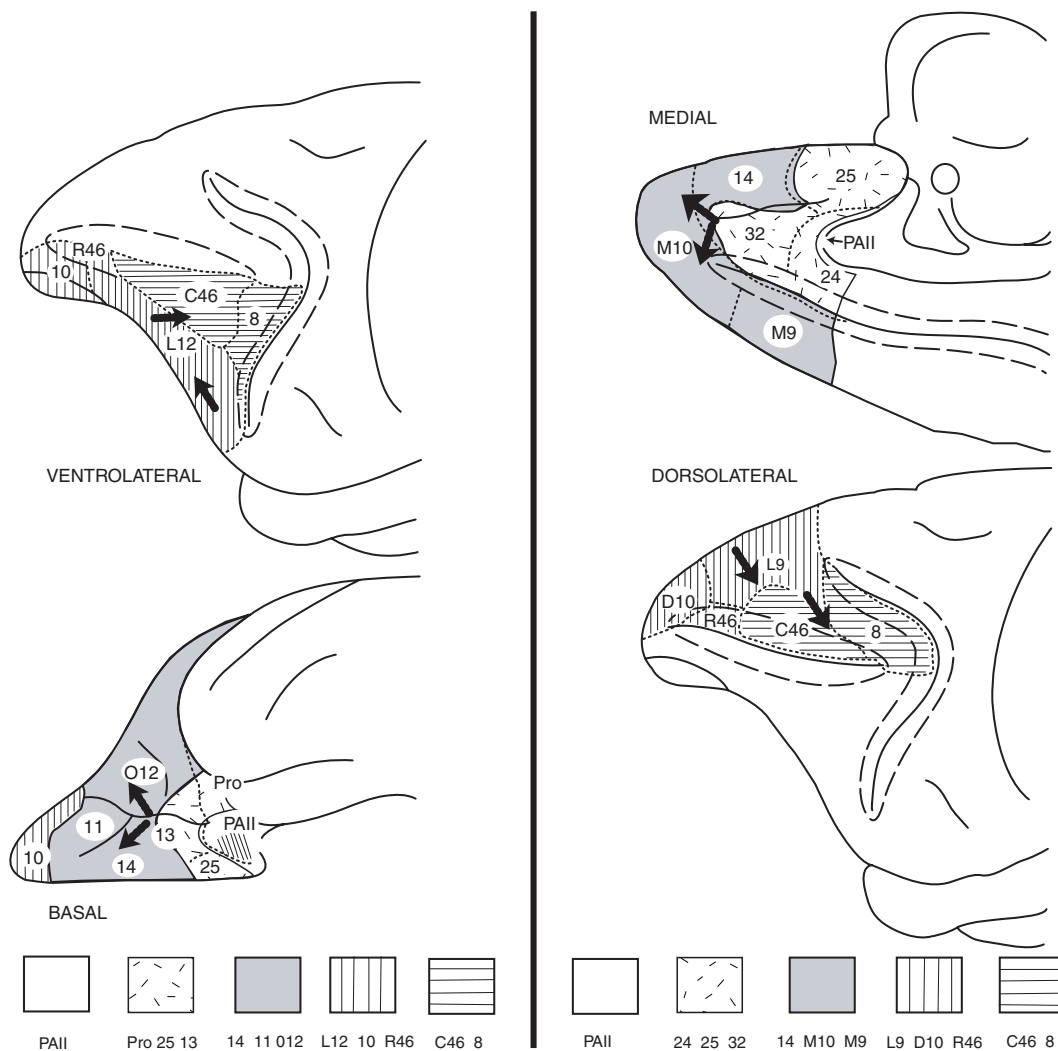 R46
10
C46
8
L12
VENTROLATERAL
O12
Pro
11
13
PAII
10
14
25
BASAL
PAII
Pro 25 13
14 11 012
L12 10 R46
C46 8
MEDIAL
14
25
32
M10
PAII
24
M9
DORSOLATERAL
L9
D10
R46
C46
8
PAII
24 25 32
14 M10 M9
L9 D10 R46
C46 8